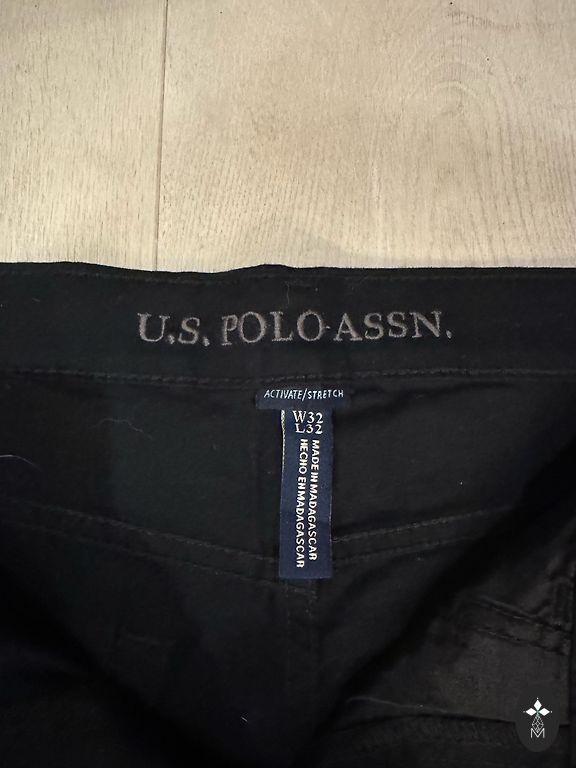 U.S. POLO ASSN.
ACTIVATE/STRETCH
W32
L32
MADE IN MADAGASCAR
HECHO EN MADAGASCAR
M